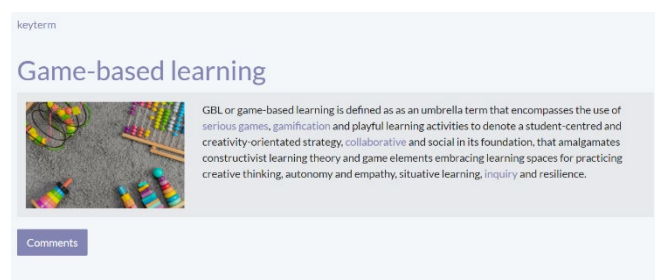 keyterm
Game-based learning
GBL or game-based learning is defined as as an umbrella term that encompasses the use of
serious games, gamification and playful learning activities to denote a student-centred and
creativity-orientated strategy, collaborative and social in its foundation, that amalgamates
constructivist learning theory and game elements embracing learning spaces for practicing
creative thinking, autonomy and empathy, situative learning, inquiry and resilience.
Comments